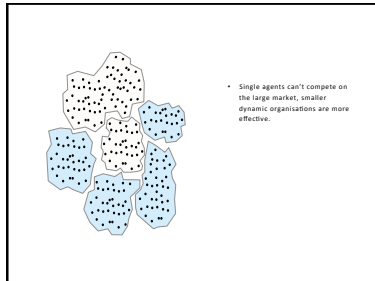 • Single agents can't compete on
the large market, smaller
dynamic organisations are more
effective.